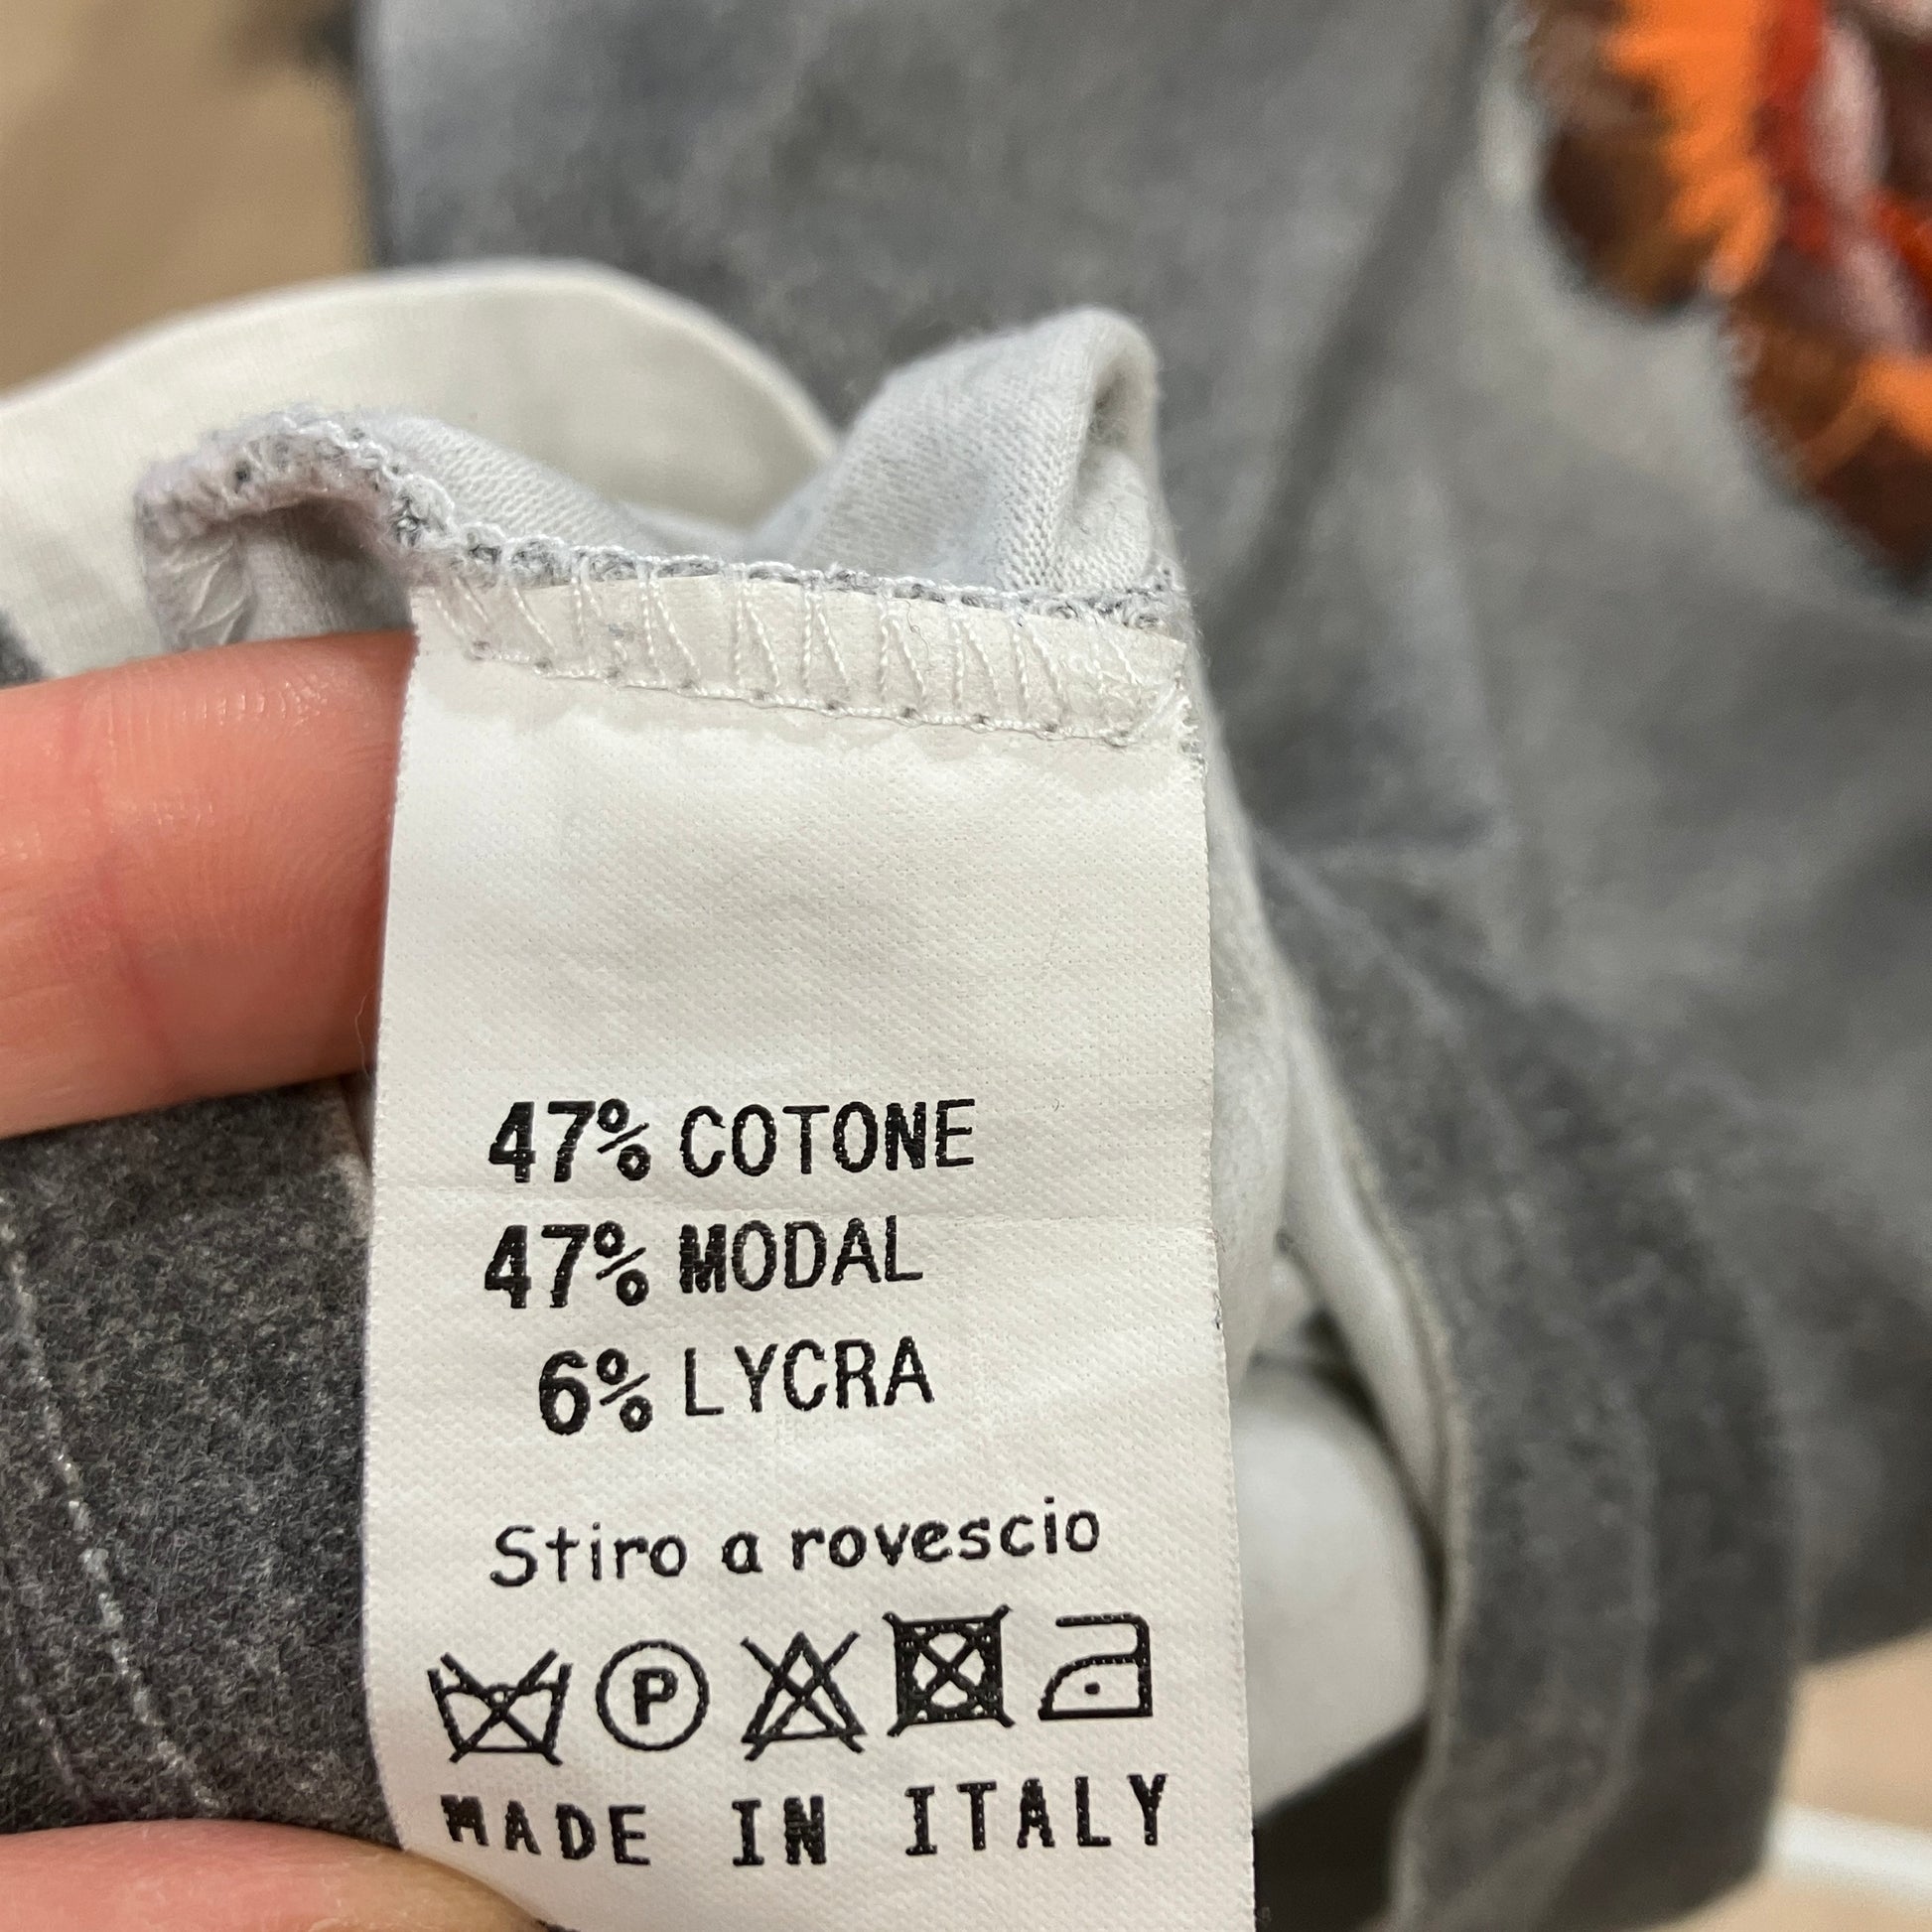 47% COTONE
47% MODAL
6% LYCRA
Stiro a rovescio
P
MADE IN ITALY